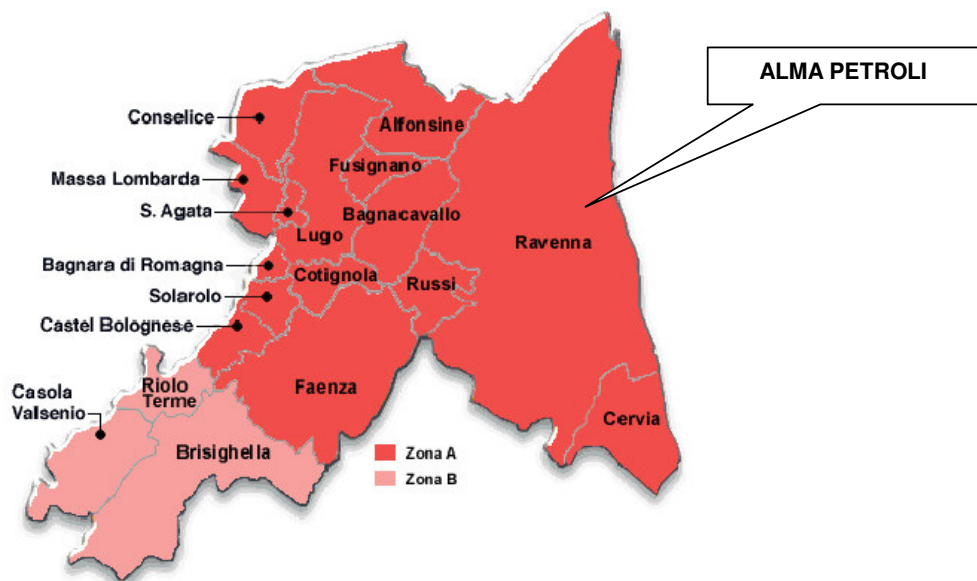 ALMA PETROLI
Conselice
Alfonsine
Fusignano
Massa Lombarda
S. Agata
Bagnacavallo
Lugo
Ravenna
Bagnara di Romagna
Cotignola
Russi
Solarolo
Castel Bolognese
Riolo
Terme
Faenza
Casola
Valsenio
Cervia
Brisighella
Zona A
Zona B